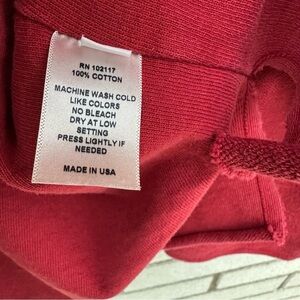 RN 102117
100% COTTON
MACHINE WASH COLD
LIKE COLORS
NO BLEACH
DRY AT LOW
SETTING
PRESS LIGHTLY IF
NEEDED
MADE IN USA